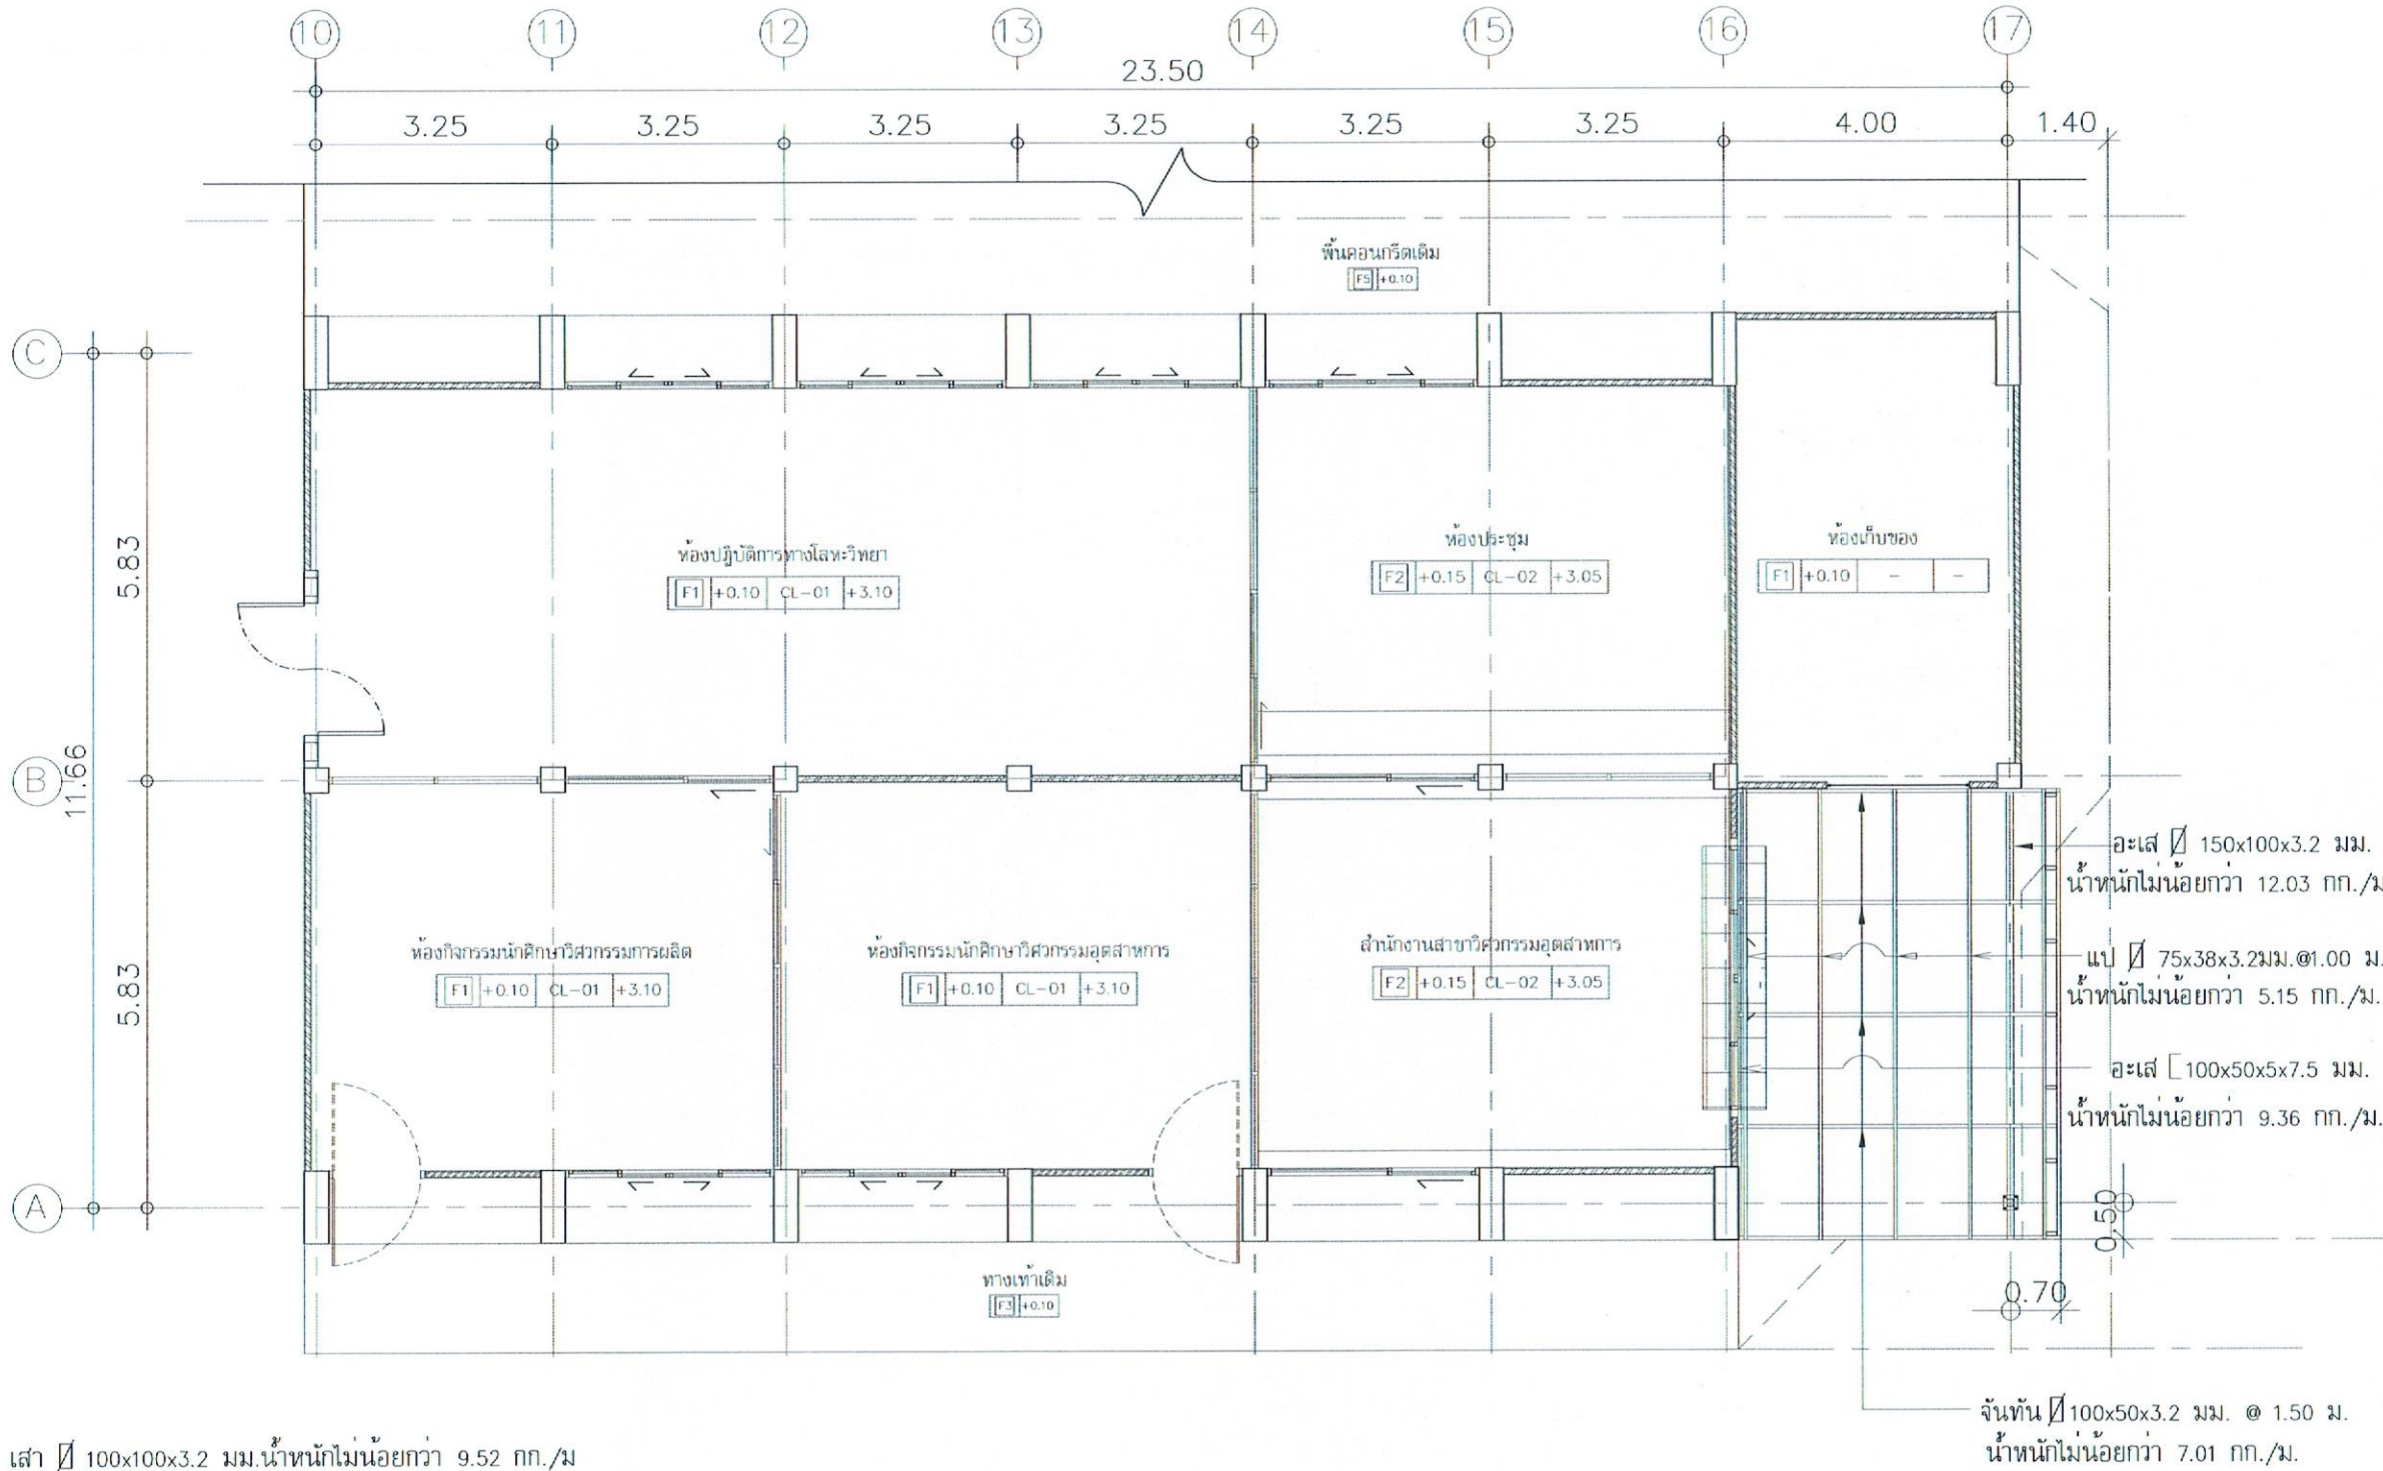 10 11 12 13 14 15 16 17
23.50
3.25 3.25 3.25 3.25 3.25 3.25 4.00 1.40
พื้นคอนกรีตเดิม
F5 +0.10
C
5.83
ห้องปฏิบัติการทางโลหะวิทยา
F1 +0.10 CL-01 +3.10
ห้องประชุม
F2 +0.15 CL-02 +3.05
ห้องเก็บของ
F1 +0.10 - -
B
11.66
อะเส 150x100x3.2 มม.
น้ำหนักไม่น้อยกว่า 12.03 กก./ม
5.83
ห้องกิจกรรมนักศึกษาวิศวกรรมการผลิต
F1 +0.10 CL-01 +3.10
ห้องกิจกรรมนักศึกษาวิศวกรรมอุตสาหการ
F1 +0.10 CL-01 +3.10
สำนักงานสาขาวิศวกรรมอุตสาหการ
F2 +0.15 CL-02 +3.05
แป 75x38x3.2มม.@1.00 ม.
น้ำหนักไม่น้อยกว่า 5.15 กก./ม.
อะเส [100x50x5x7.5 มม.
น้ำหนักไม่น้อยกว่า 9.36 กก./ม.
A
0.50
0.70
ทางเท้าเดิม
F3 +0.10
จันทัน 100x50x3.2 มม. @ 1.50 ม.
น้ำหนักไม่น้อยกว่า 7.01 กก./ม.
เสา 100x100x3.2 มม.น้ำหนักไม่น้อยกว่า 9.52 กก./ม